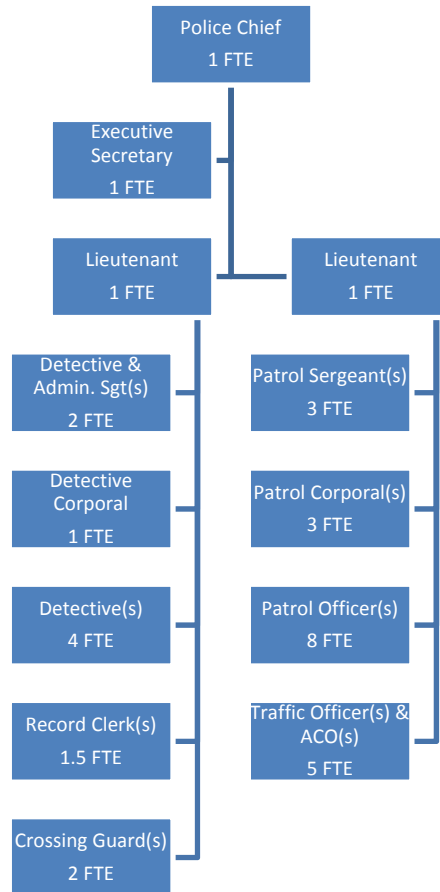 Police Chief
1 FTE
Executive
Secretary
1 FTE
Lieutenant
1 FTE
Lieutenant
1 FTE
Detective &
Admin. Sgt(s)
2 FTE
Detective
Corporal
1 FTE
Detective(s)
4 FTE
Record Clerk(s)
1.5 FTE
Crossing Guard(s)
2 FTE
Patrol Sergeant(s)
3 FTE
Patrol Corporal(s)
3 FTE
Patrol Officer(s)
8 FTE
Traffic Officer(s) &
ACO(s)
5 FTE